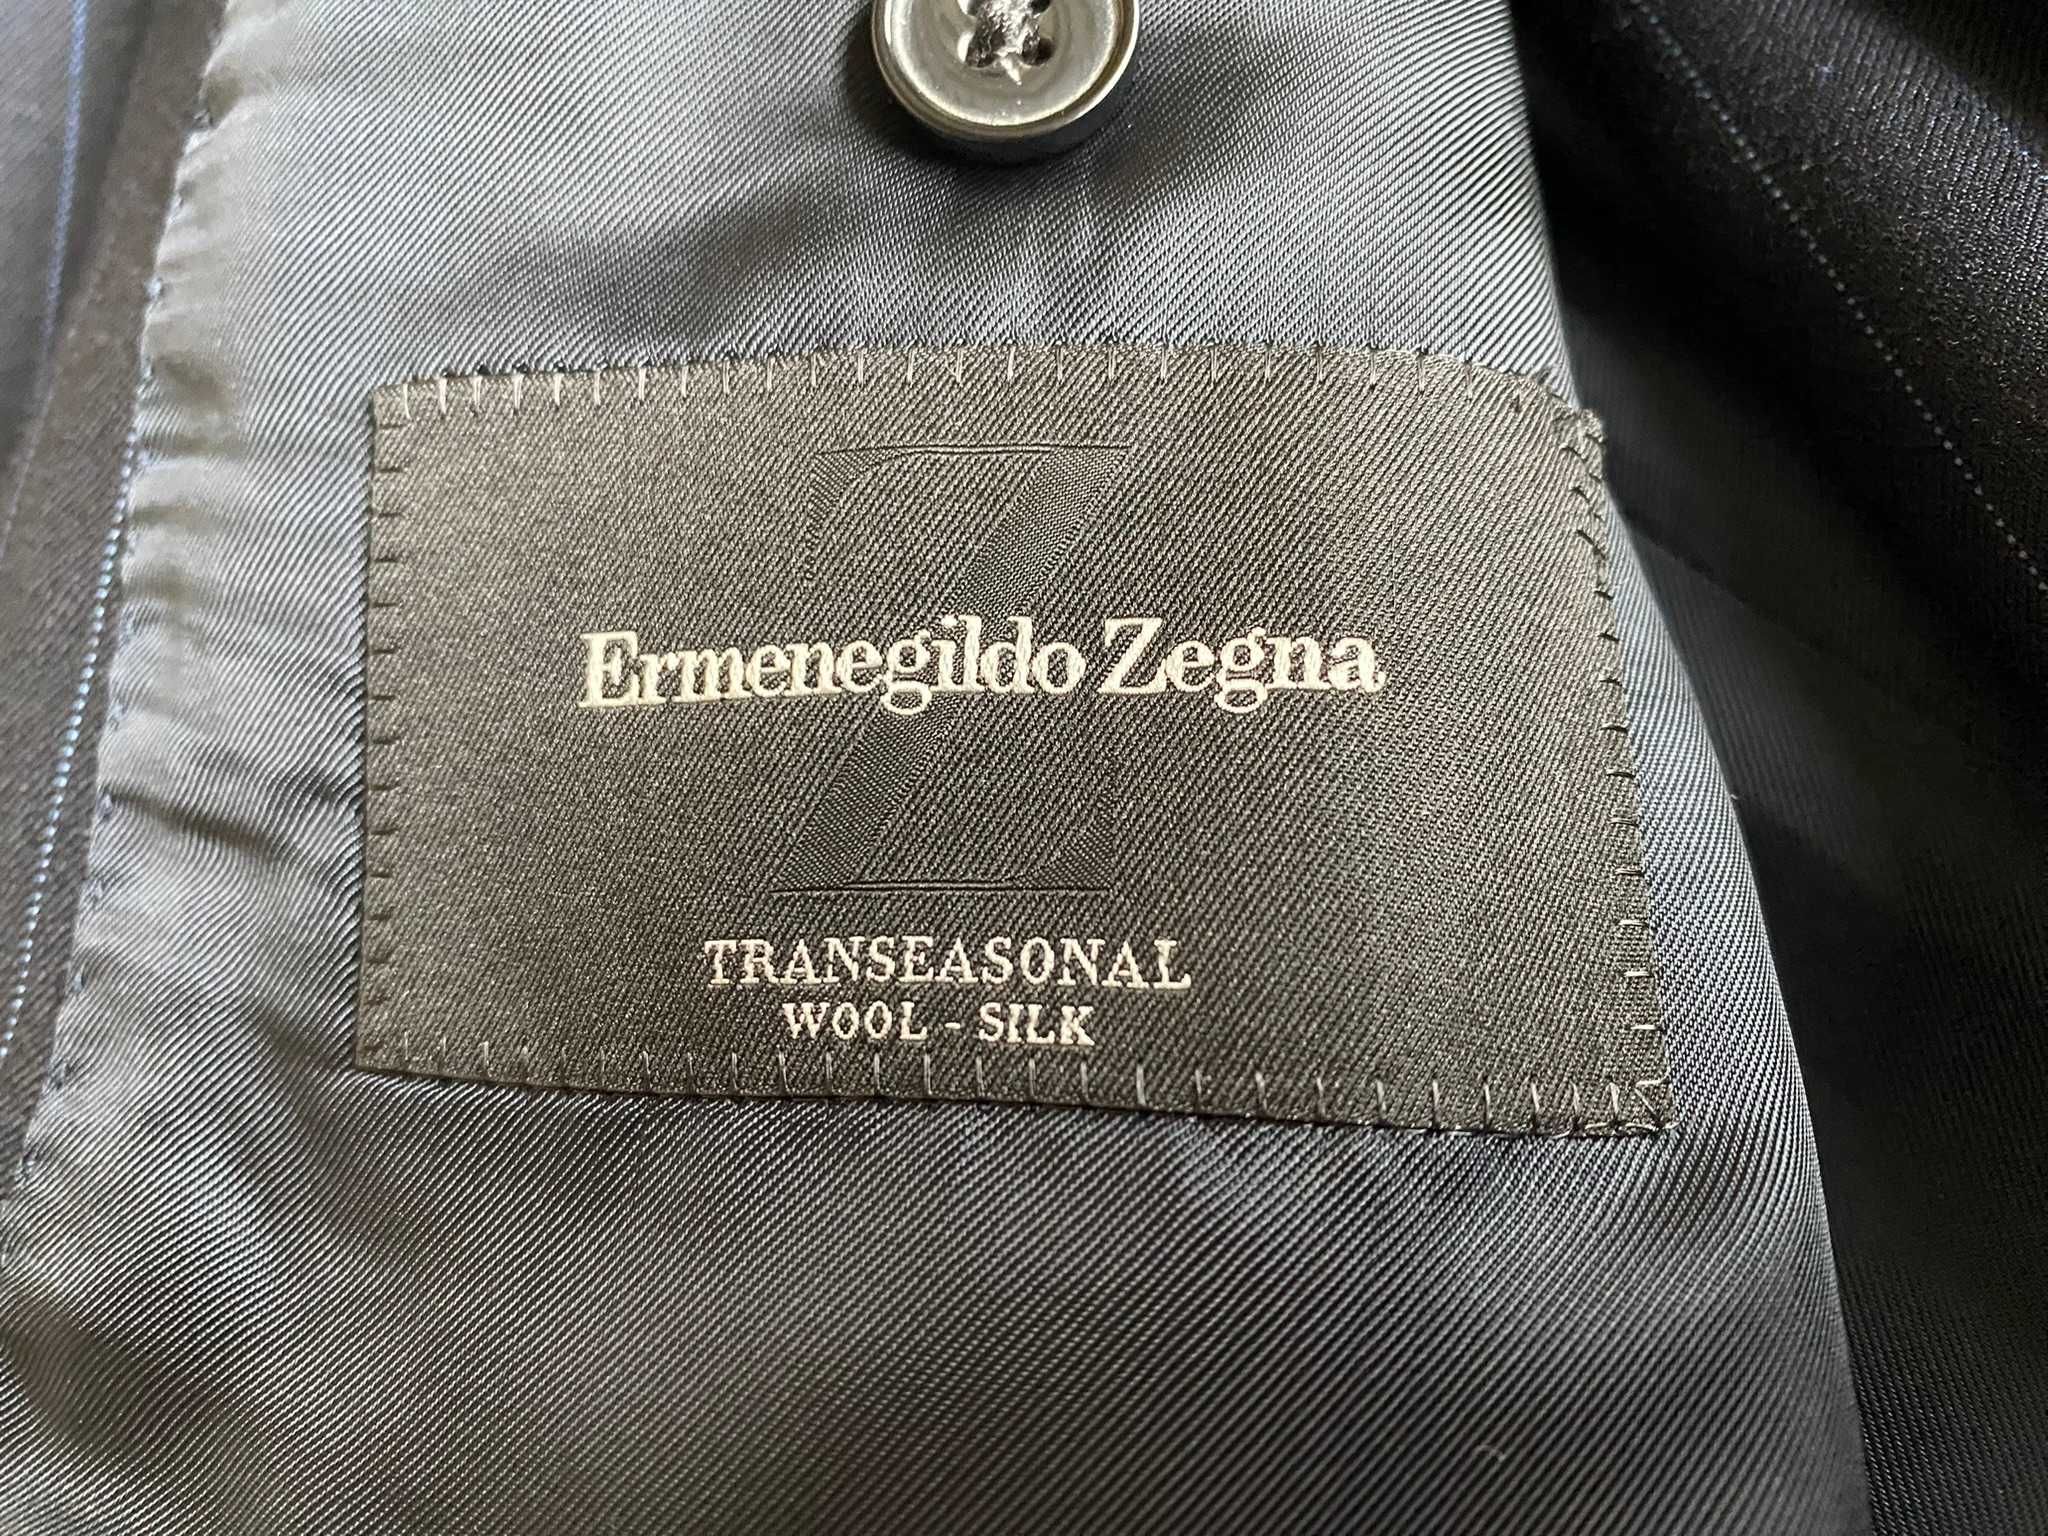 Z
Ermenegildo Zegna
TRANSEASONAL
WOOL - SILK